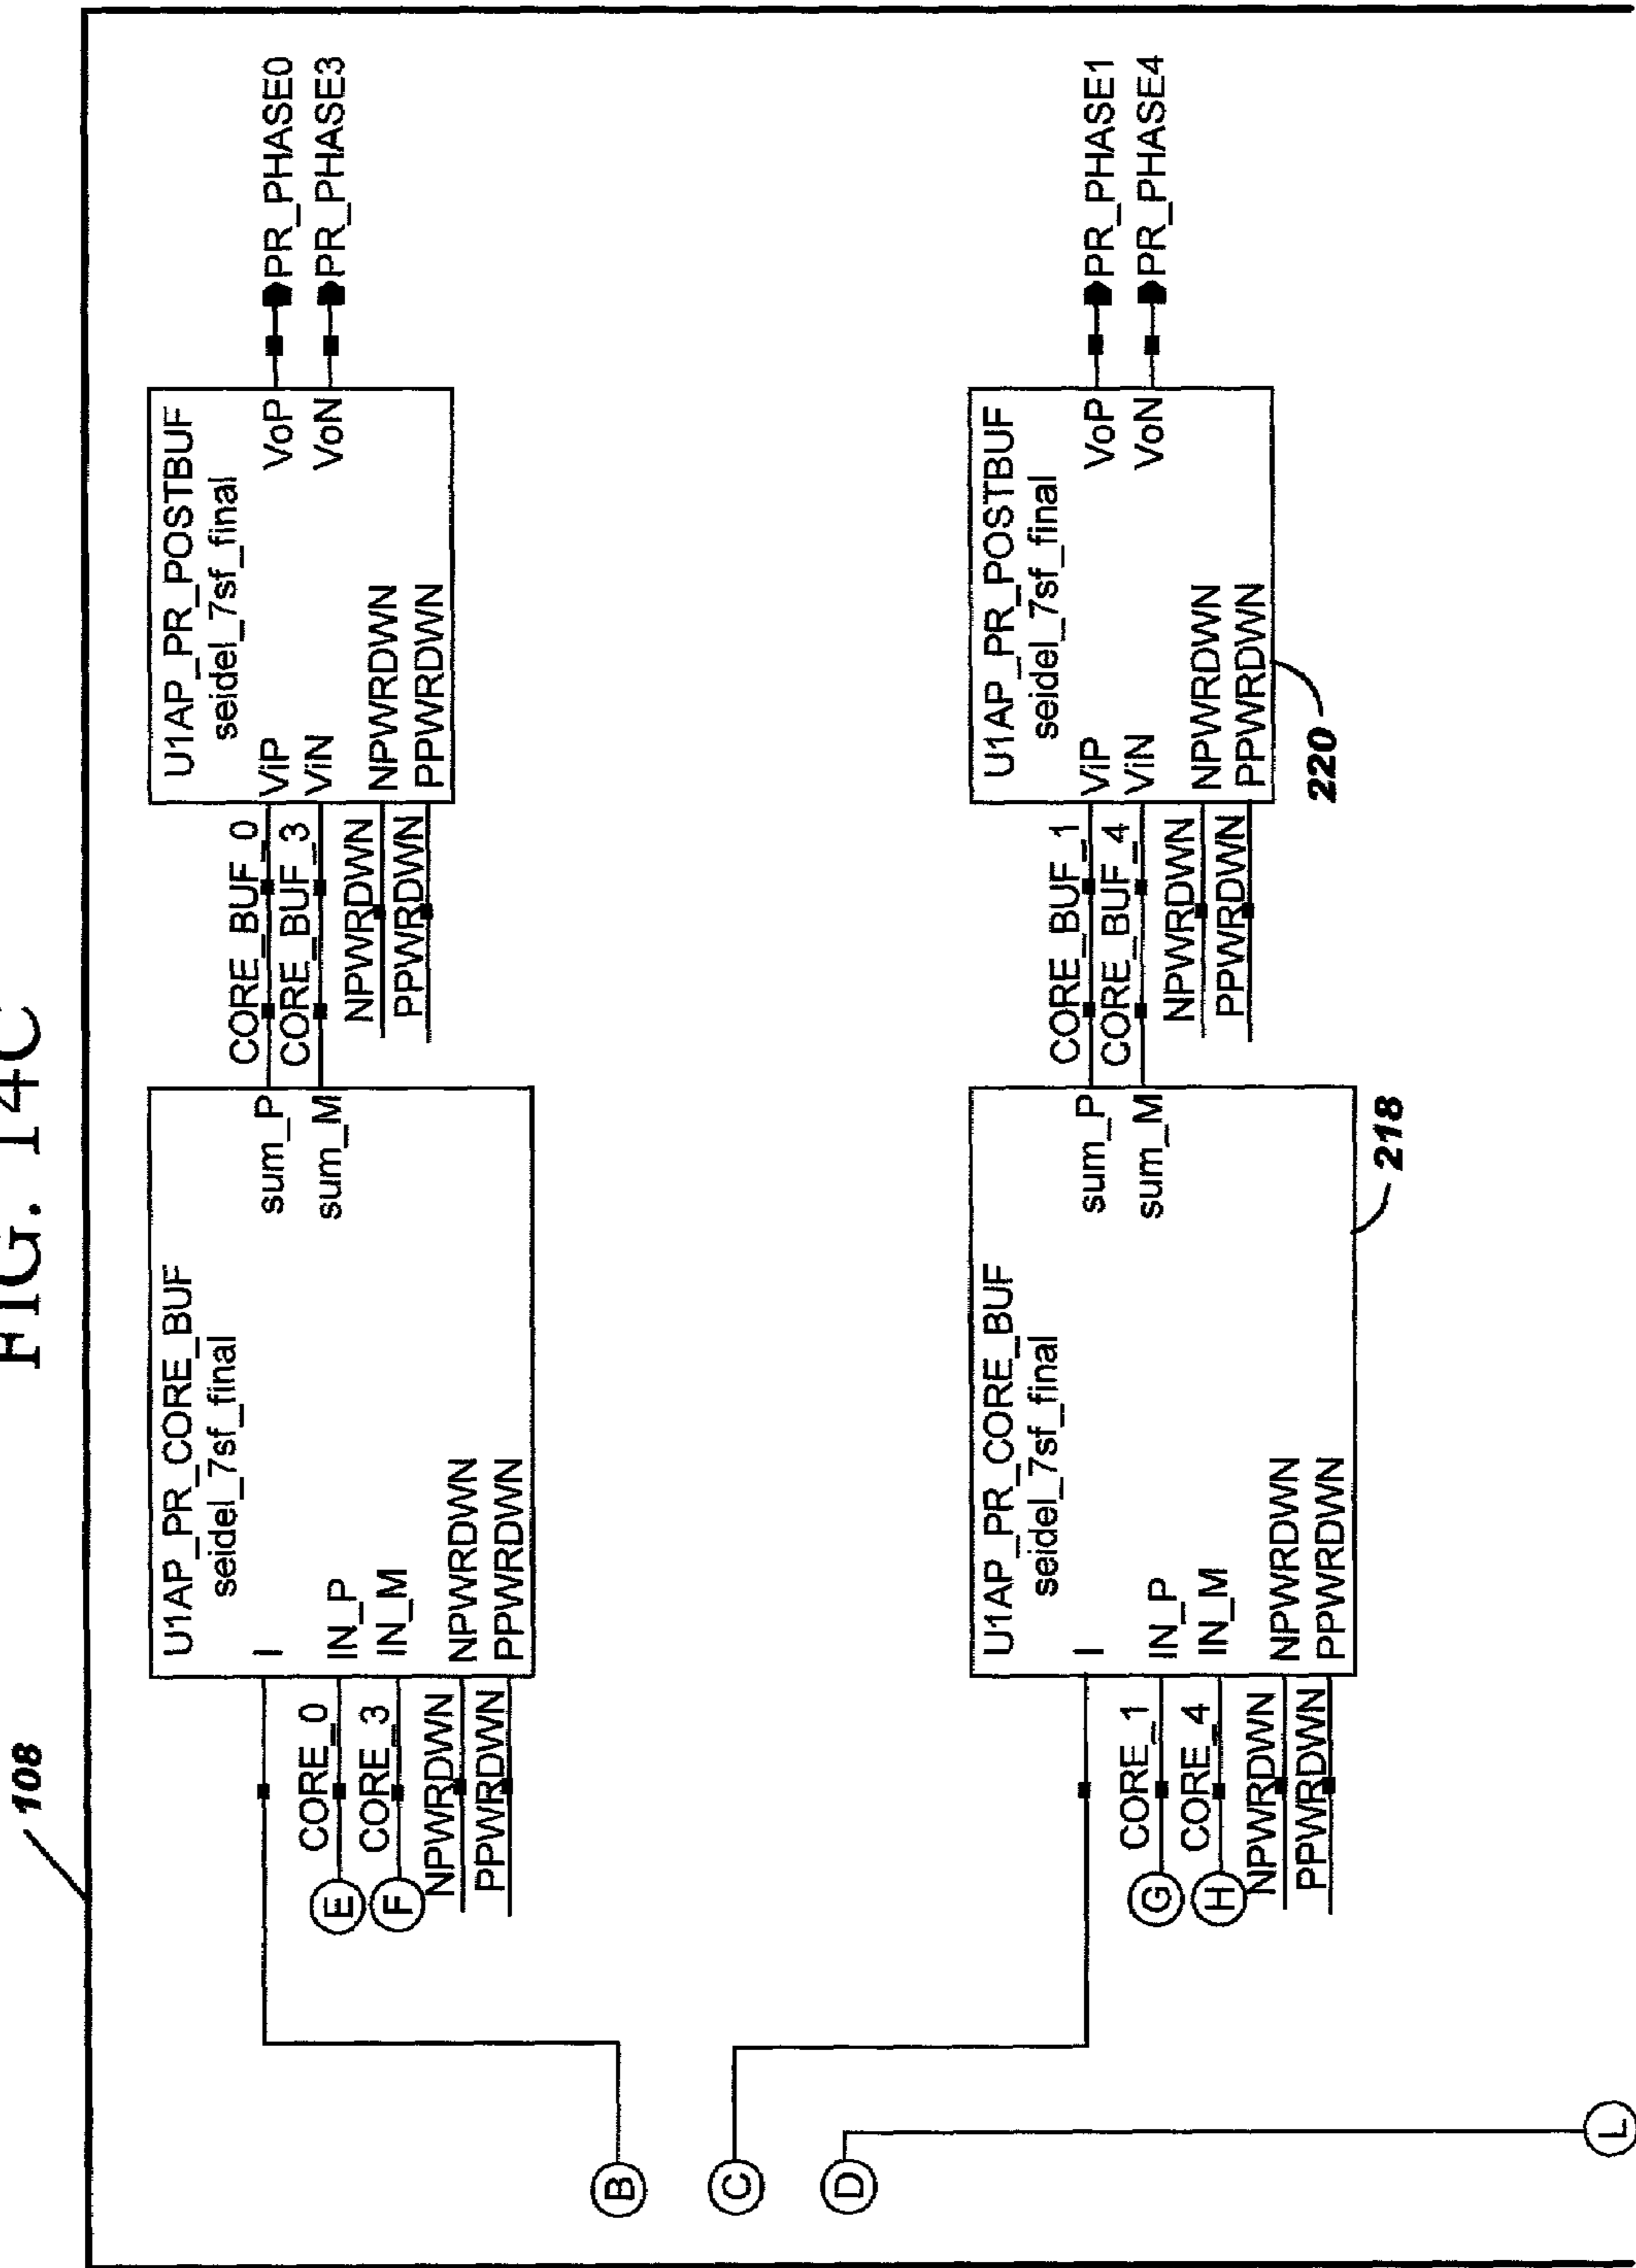 FIG. 14C
108
U1AP_PR_CORE_BUF
seidel_7sf_final
I
IN_P
IN_M
NPWRDWN
PPWRDWN
sum_P
sum_M
CORE_0
CORE_3
NPWRDWN
PPWRDWN
E
F
CORE_BUF_0
CORE_BUF_3
NPWRDWN
PPWRDWN
U1AP_PR_POSTBUF
seidel_7sf_final
ViP
ViN
NPWRDWN
PPWRDWN
VoP
VoN
PR_PHASE0
PR_PHASE3
B
C
D
L
U1AP_PR_CORE_BUF
seidel_7sf_final
I
IN_P
IN_M
NPWRDWN
PPWRDWN
sum_P
sum_M
CORE_1
CORE_4
NPWRDWN
PPWRDWN
G
H
218
CORE_BUF_1
CORE_BUF_4
NPWRDWN
PPWRDWN
U1AP_PR_POSTBUF
seidel_7sf_final
ViP
ViN
NPWRDWN
PPWRDWN
VoP
VoN
220
PR_PHASE1
PR_PHASE4